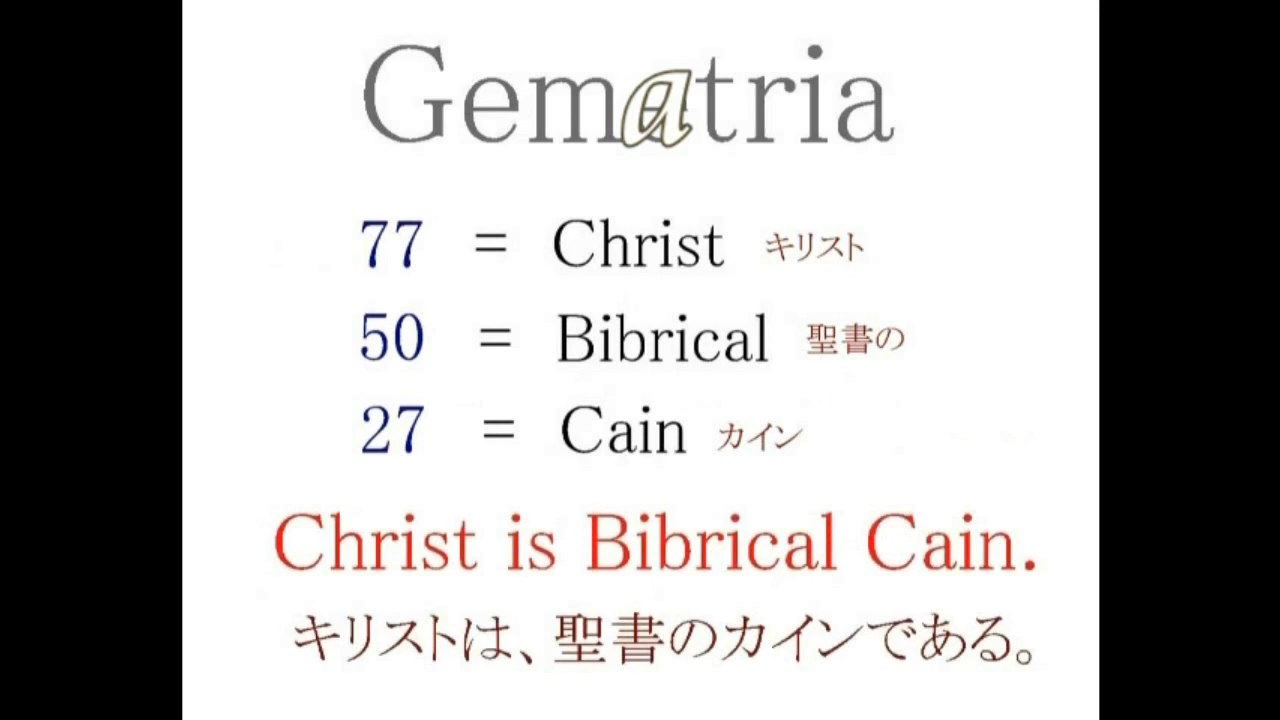 Gematria
77 = Christ キリスト
50 = Bibrical 聖書の
27 = Cain カイン
Christ is Bibrical Cain.
キリストは、聖書のカインである。